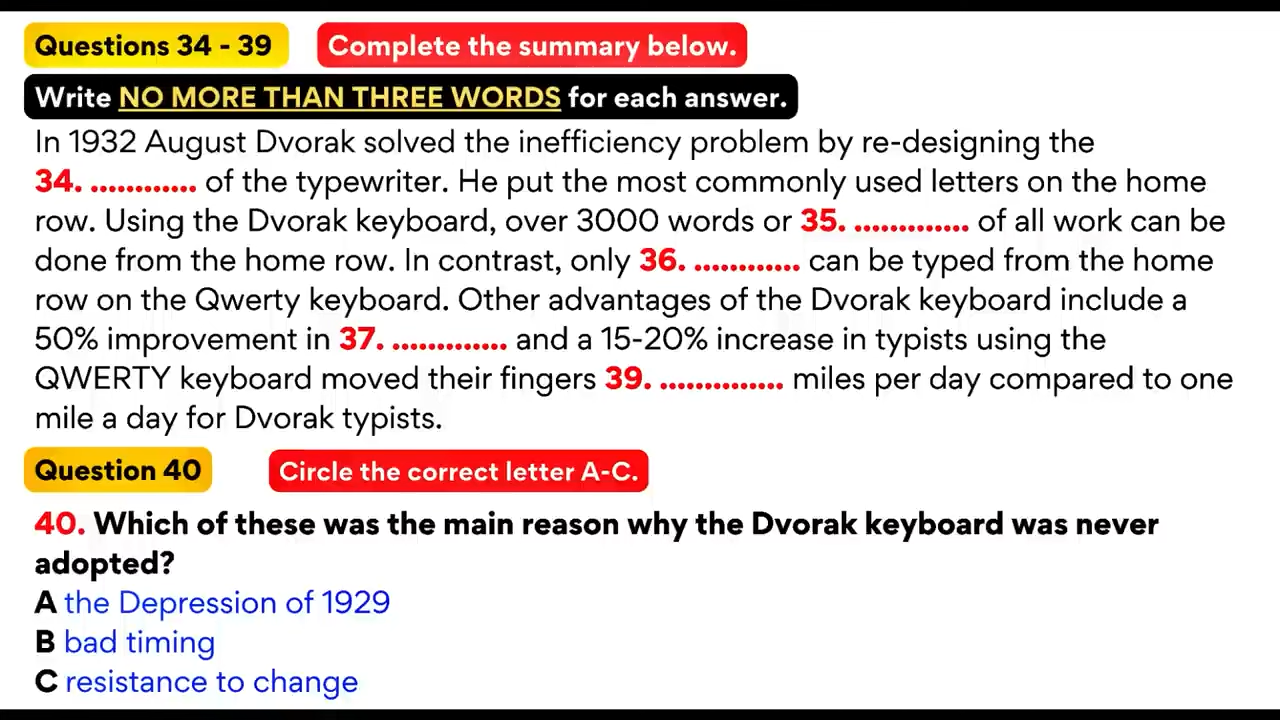 Questions 34 - 39
Complete the summary below.
Write NO MORE THAN THREE WORDS for each answer.
In 1932 August Dvorak solved the inefficiency problem by re-designing the
34. ............ of the typewriter. He put the most commonly used letters on the home
row. Using the Dvorak keyboard, over 3000 words or 35. ............. of all work can be
done from the home row. In contrast, only 36. ............ can be typed from the home
row on the Qwerty keyboard. Other advantages of the Dvorak keyboard include a
50% improvement in 37. ............. and a 15-20% increase in typists using the
QWERTY keyboard moved their fingers 39. .............. miles per day compared to one
mile a day for Dvorak typists.
Question 40
Circle the correct letter A-C.
40. Which of these was the main reason why the Dvorak keyboard was never
adopted?
A the Depression of 1929
B bad timing
C resistance to change